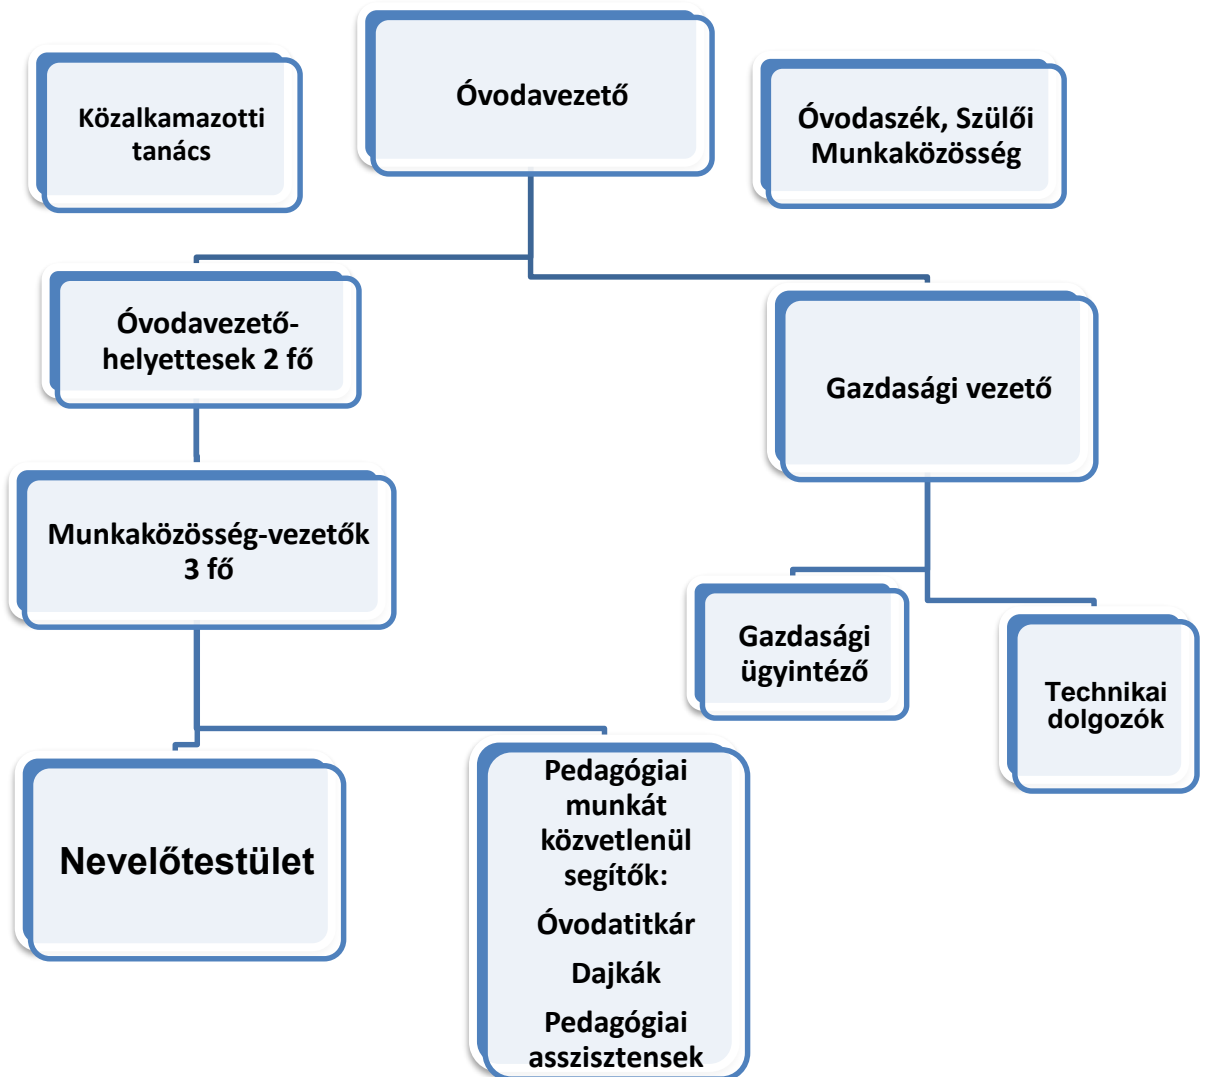 Közalkamazotti
tanács
Óvodavezető
Óvodaszék, Szülői
Munkaközösség
Óvodavezető-
helyettesek 2 fő
Gazdasági vezető
Munkaközösség-vezetők
3 fő
Gazdasági
ügyintéző
Technikai
dolgozók
Nevelőtestület
Pedagógiai
munkát
közvetlenül
segítők:
Óvodatitkár
Dajkák
Pedagógiai
asszisztensek